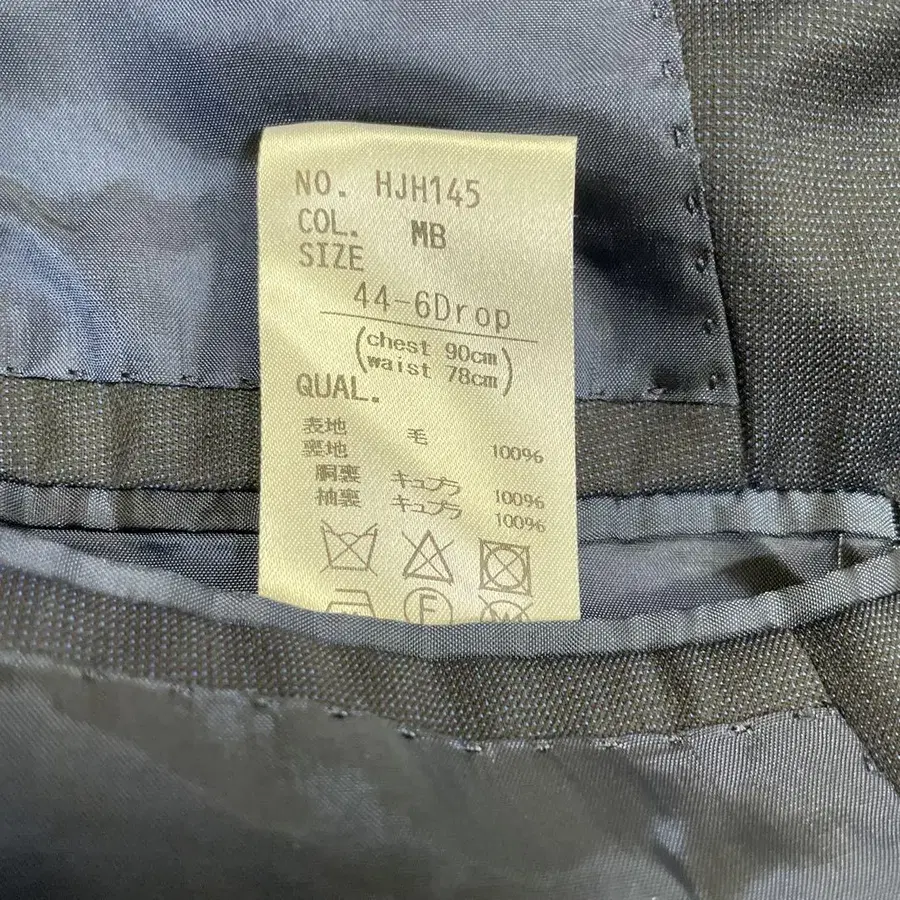 NO. HJH145
COL. MB
SIZE
44-6Drop
(chest 90cm
waist 78cm)
QUAL.
表地 毛 100%
裏地
胴裏 キュプラ 100%
袖裏 キュプラ 100%
F